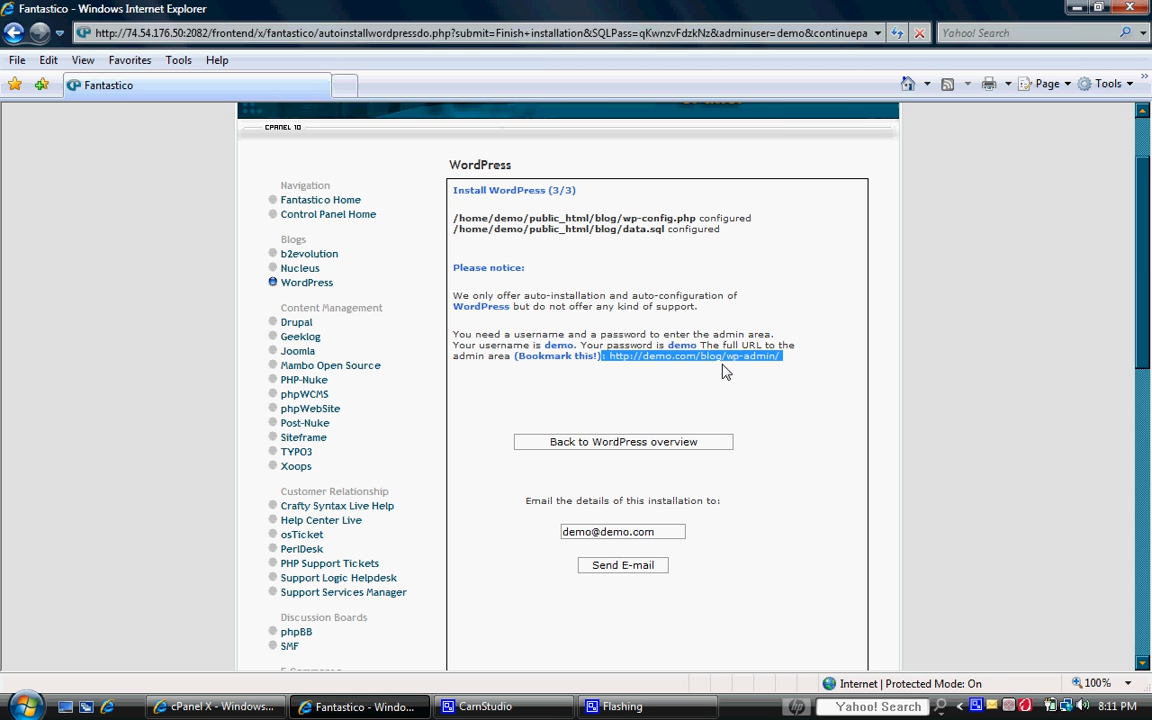 Fantastico - Windows Internet Explorer
http://74.54.176.50:2082/frontend/x/fantastico/autoinstallwordpressdo.php?submit=Finish+installation&SQLPass=qKwnzvFdzkNz&adminuser=demo&continuepa
Yahoo! Search
File Edit View Favorites Tools Help
Fantastico
Page Tools
CPANEL 10
WordPress
Navigation
Fantastico Home
Control Panel Home
Blogs
b2evolution
Nucleus
WordPress
Content Management
Drupal
Geeklog
Joomla
Mambo Open Source
PHP-Nuke
phpWCMS
phpWebSite
Post-Nuke
Siteframe
TYPO3
Xoops
Customer Relationship
Crafty Syntax Live Help
Help Center Live
osTicket
PerlDesk
PHP Support Tickets
Support Logic Helpdesk
Support Services Manager
Discussion Boards
phpBB
SMF
Install WordPress (3/3)
/home/demo/public_html/blog/wp-config.php configured
/home/demo/public_html/blog/data.sql configured
Please notice:
We only offer auto-installation and auto-configuration of
WordPress but do not offer any kind of support.
You need a username and a password to enter the admin area.
Your username is demo. Your password is demo The full URL to the
admin area (Bookmark this!): http://demo.com/blog/wp-admin/
Back to WordPress overview
Email the details of this installation to:
demo@demo.com
Send E-mail
Internet | Protected Mode: On
100%
cPanel X - Windows...
Fantastico - Windo...
CamStudio
Flashing
hp
Yahoo! Search
8:11 PM